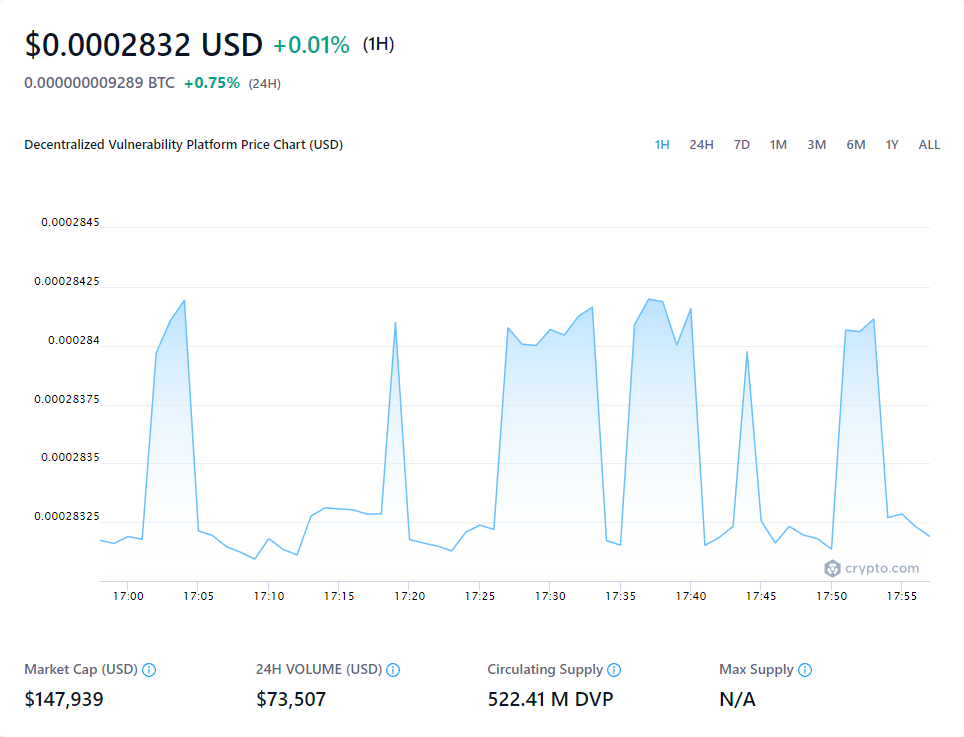 $0.0002832 USD +0.01% (1H)
0.000000009289 BTC +0.75% (24H)
Decentralized Vulnerability Platform Price Chart (USD) 1H 24H 7D 1M 3M 6M 1Y ALL
0.0002845
0.00028425
0.000284
0.00028375
0.0002835
0.00028325
crypto.com
17:00 17:05 17:10 17:15 17:20 17:25 17:30 17:35 17:40 17:45 17:50 17:55
Market Cap (USD) 24H VOLUME (USD) Circulating Supply Max Supply
$147,939 $73,507 522.41 M DVP N/A